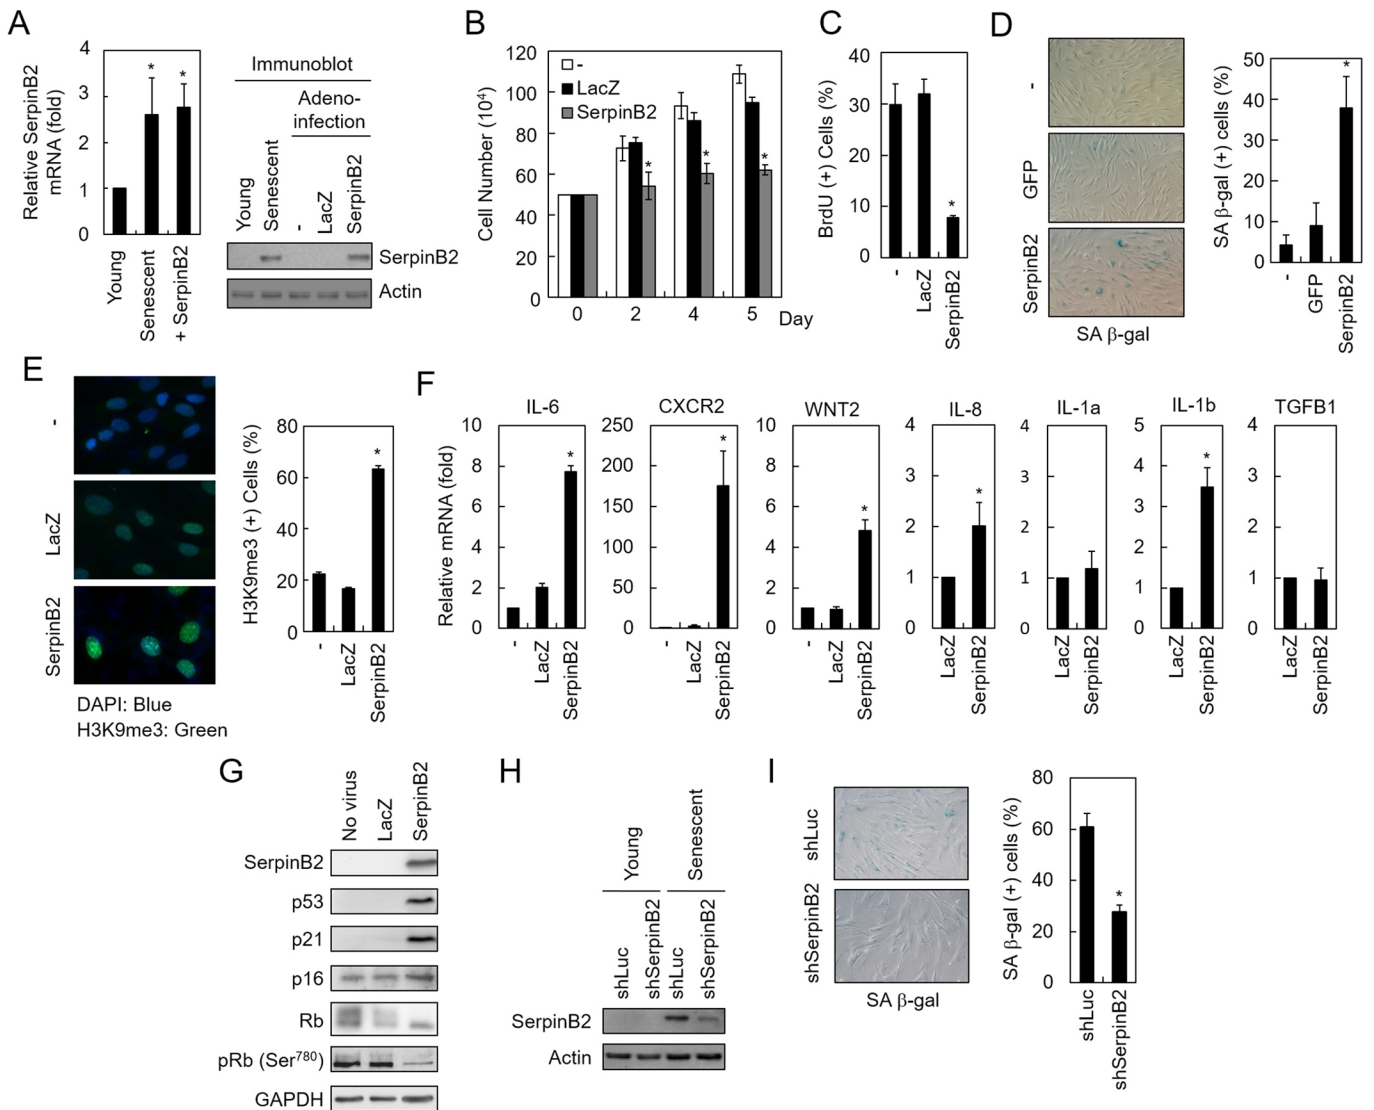 A
Relative SerpinB2
mRNA (fold)
4
3
2
1
0
*
*
Young
Senescent
+ SerpinB2
Immunoblot
Adeno-
infection
Young
Senescent
-
LacZ
SerpinB2
SerpinB2
Actin
B
Cell Number (10⁴)
120
100
80
60
40
20
0
-
LacZ
SerpinB2
*
*
*
0 2 4 5 Day
C
BrdU (+) Cells (%)
40
30
20
10
0
*
-
LacZ
SerpinB2
D
-
GFP
SerpinB2
SA β-gal
SA β-gal (+) cells (%)
50
40
30
20
10
0
*
-
GFP
SerpinB2
E
-
LacZ
SerpinB2
DAPI: Blue
H3K9me3: Green
H3K9me3 (+) Cells (%)
80
60
40
20
0
*
-
LacZ
SerpinB2
F
Relative mRNA (fold)
IL-6
10
8
6
4
2
0
*
-
LacZ
SerpinB2
CXCR2
250
200
150
100
50
0
*
-
LacZ
SerpinB2
WNT2
10
8
6
4
2
0
*
-
LacZ
SerpinB2
IL-8
4
3
2
1
0
*
LacZ
SerpinB2
IL-1a
4
3
2
1
0
LacZ
SerpinB2
IL-1b
5
4
3
2
1
0
*
LacZ
SerpinB2
TGFB1
4
3
2
1
0
LacZ
SerpinB2
G
No virus
LacZ
SerpinB2
SerpinB2
p53
p21
p16
Rb
pRb (Ser⁷⁸⁰)
GAPDH
H
Young
Senescent
shLuc
shSerpinB2
shLuc
shSerpinB2
SerpinB2
Actin
I
shLuc
shSerpinB2
SA β-gal
SA β-gal (+) cells (%)
80
60
40
20
0
*
shLuc
shSerpinB2